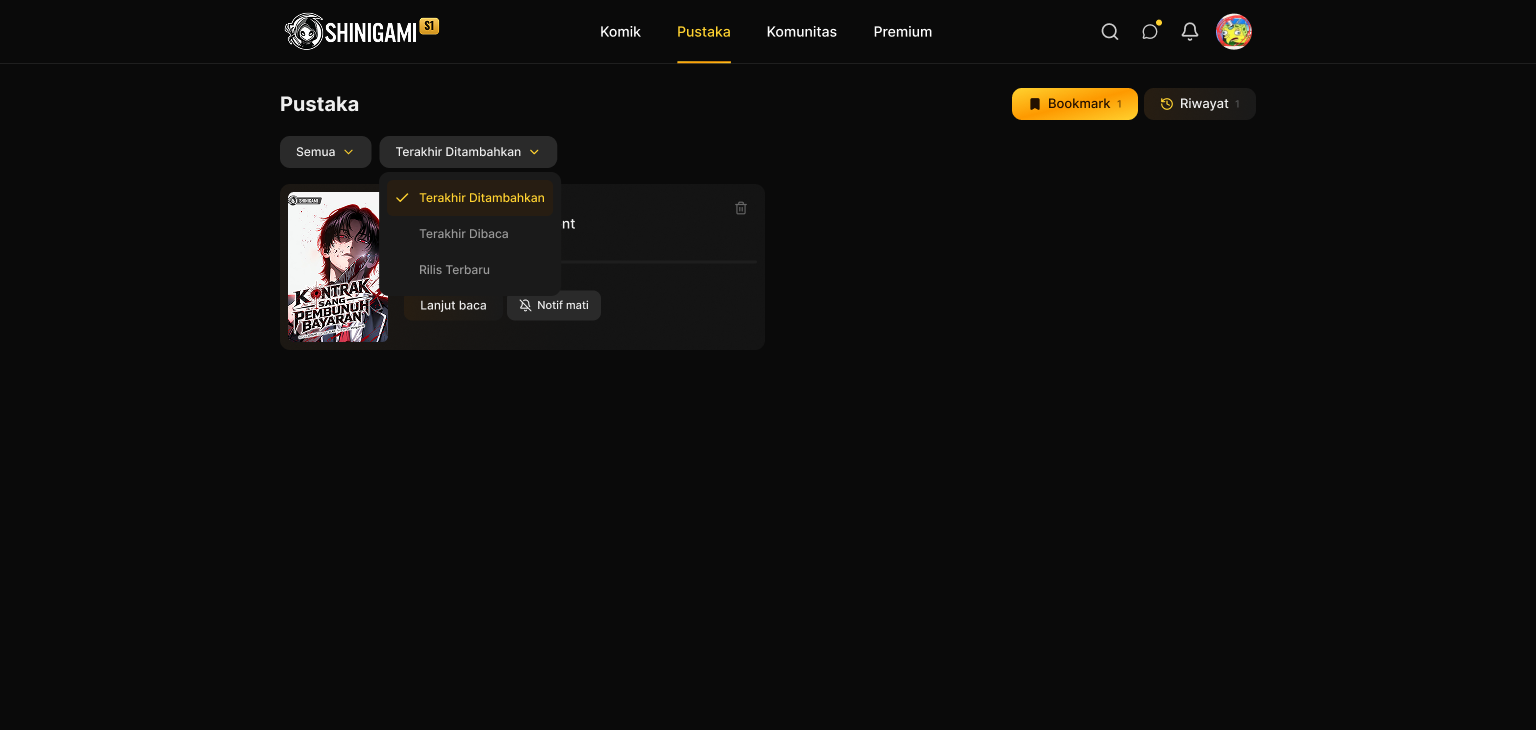 SHINIGAMI S1
Komik
Pustaka
Komunitas
Premium
Pustaka
Bookmark 1
Riwayat 1
Semua
Terakhir Ditambahkan
Terakhir Ditambahkan
Terakhir Dibaca
Rilis Terbaru
SHINIGAMI
KONTRAK
SANG
PEMBUNUH
BAYARAN
nt
Lanjut baca
Notif mati